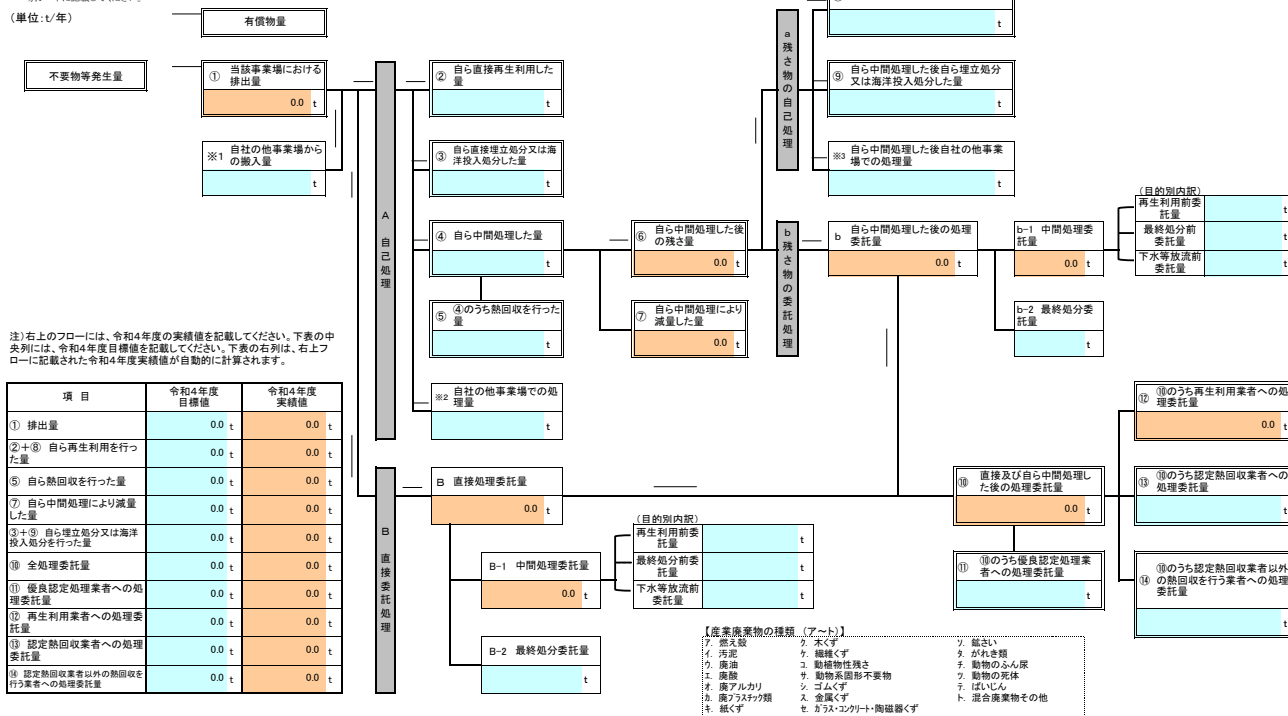 (単位:t/年)
有償物量
不要物等発生量
① 当該事業場における
排出量
0.0 t
※1 自社の他事業場から
の搬入量
t
A 自己処理
② 自ら直接再生利用した
量
t
③ 自ら直接埋立処分又は海
洋投入処分した量
t
④ 自ら中間処理した量
t
⑤ ④のうち熱回収を行った
量
t
※2 自社の他事業場での処
理量
t
⑥ 自ら中間処理した後
の残さ量
0.0 t
⑦ 自ら中間処理により
減量した量
0.0 t
a 残さ物の自己処理
t
⑨ 自ら中間処理した後自ら埋立処分
又は海洋投入処分した量
t
※3 自ら中間処理した後自社の他事業
場での処理量
t
b 残さ物の委託処理
b 自ら中間処理した後の処理
委託量
0.0 t
b-1 中間処理委
託量
0.0 t
b-2 最終処分委
託量
t
(目的別内訳)
再生利用前委
託量
t
最終処分前
委託量
t
下水等放流前
委託量
t
注)右上のフローには、令和4年度の実績値を記載してください。下表の中
央列には、令和4年度目標値を記載してください。下表の右列は、右上フ
ローに記載された令和4年度実績値が自動的に計算されます。
項 目 令和4年度
目標値 令和4年度
実績値
① 排出量 0.0 t 0.0 t
②+⑧ 自ら再生利用を行っ
た量 0.0 t 0.0 t
⑤ 自ら熱回収を行った量 0.0 t 0.0 t
⑦ 自ら中間処理により減量
した量 0.0 t 0.0 t
③+⑨ 自ら埋立処分又は海洋
投入処分を行った量 0.0 t 0.0 t
⑩ 全処理委託量 0.0 t 0.0 t
⑪ 優良認定処理業者への処
理委託量 0.0 t 0.0 t
⑫ 再生利用業者への処理委
託量 0.0 t 0.0 t
⑬ 認定熱回収業者への処理
委託量 0.0 t 0.0 t
⑭ 認定熱回収業者以外の熱回収を
行う業者への処理委託量 0.0 t 0.0 t
B 直接委託処理
B 直接処理委託量
0.0 t
B-1 中間処理委託量
0.0 t
B-2 最終処分委託量
t
(目的別内訳)
再生利用前委
託量
t
最終処分前委
託量
t
下水等放流前
委託量
t
⑩ 直接及び自ら中間処理し
た後の処理委託量
0.0 t
⑪ ⑩のうち優良認定処理業
者への処理委託量
t
⑫ ⑩のうち再生利用業者への処
理委託量
0.0 t
⑬ ⑩のうち認定熱回収業者への
処理委託量
t
⑭ ⑩のうち認定熱回収業者以外
の熱回収を行う業者への処理
委託量
t
【産業廃棄物の種類 (ア~ト)】
ア. 燃え殻 ク. 木くず ソ. 鉱さい
イ. 汚泥 ケ. 繊維くず タ. がれき類
ウ. 廃油 コ. 動植物性残さ チ. 動物のふん尿
エ. 廃酸 サ. 動物系固形不要物 ツ. 動物の死体
オ. 廃アルカリ シ. ゴムくず テ. ばいじん
カ. 廃プラスチック類 ス. 金属くず ト. 混合廃棄物その他
キ. 紙くず セ. ガラス・コンクリート・陶磁器くず